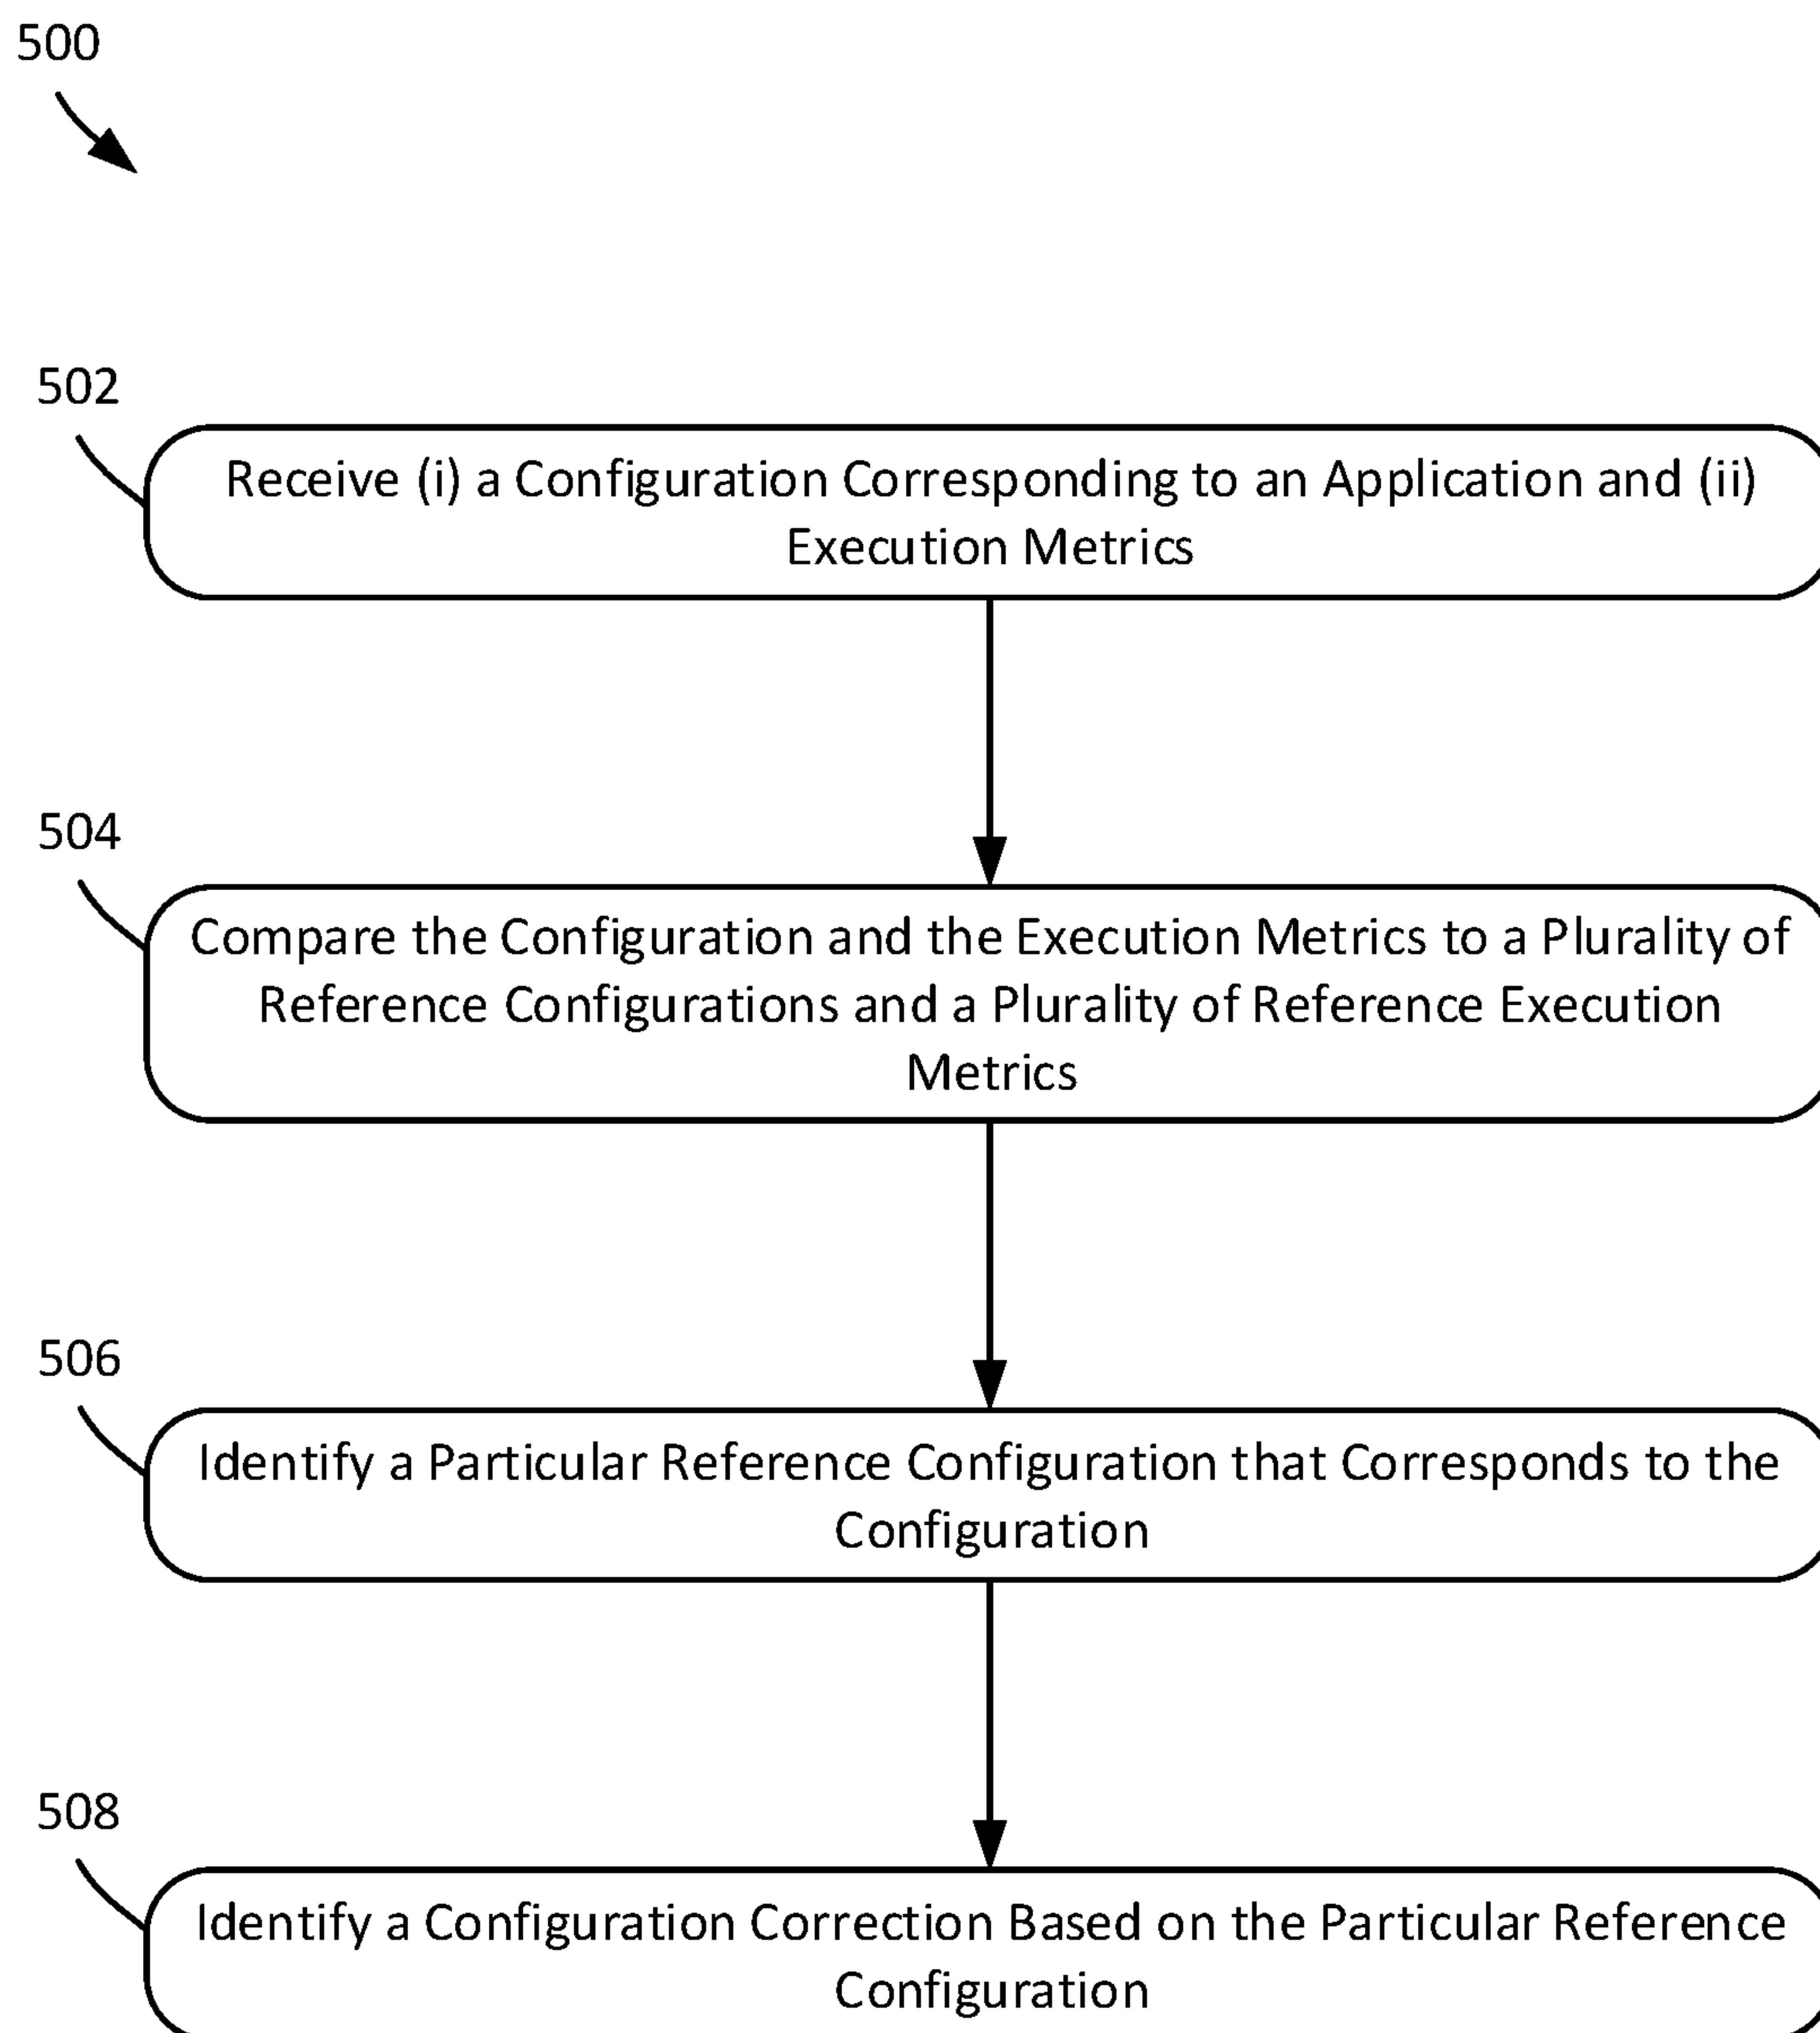 500
502
Receive (i) a Configuration Corresponding to an Application and (ii)
Execution Metrics
504
Compare the Configuration and the Execution Metrics to a Plurality of
Reference Configurations and a Plurality of Reference Execution
Metrics
506
Identify a Particular Reference Configuration that Corresponds to the
Configuration
508
Identify a Configuration Correction Based on the Particular Reference
Configuration